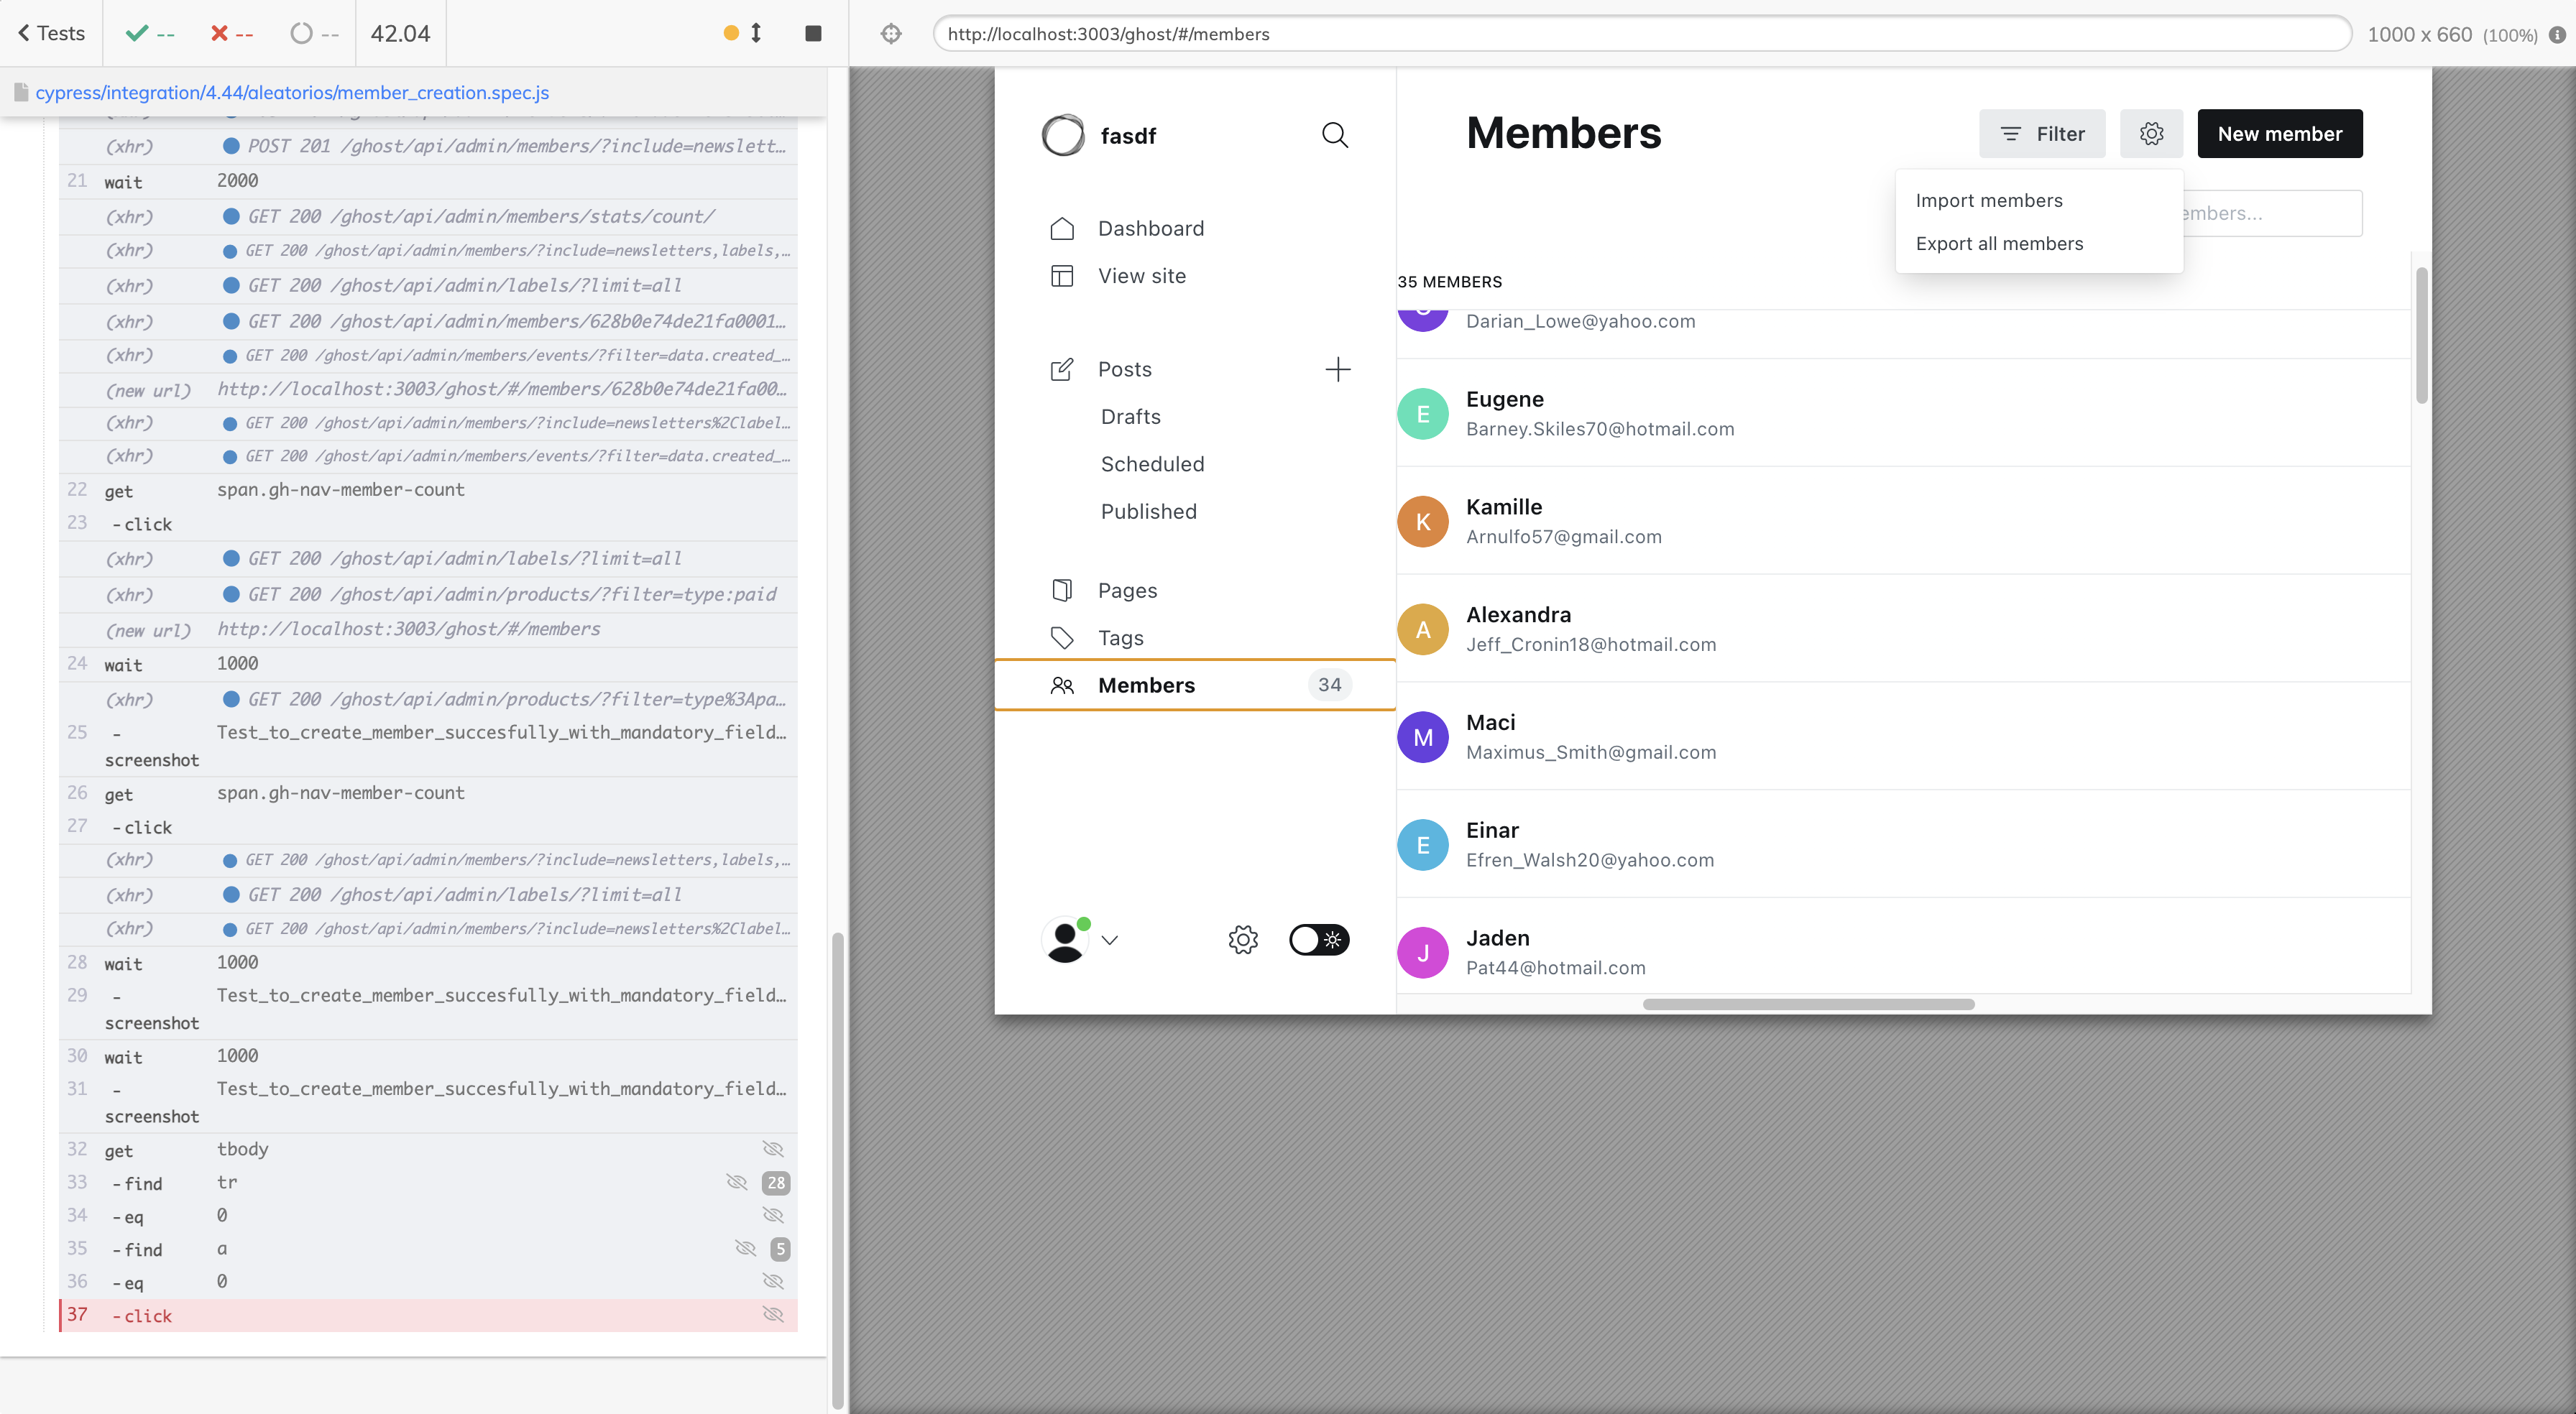 Tests
--
--
--
42.04
http://localhost:3003/ghost/#/members
1000 x 660 (100%)
cypress/integration/4.44/aleatorios/member_creation.spec.js
(xhr) POST 201 /ghost/api/admin/members/?include=newslett…
21 wait 2000
(xhr) GET 200 /ghost/api/admin/members/stats/count/
(xhr) GET 200 /ghost/api/admin/members/?include=newsletters,labels,…
(xhr) GET 200 /ghost/api/admin/labels/?limit=all
(xhr) GET 200 /ghost/api/admin/members/628b0e74de21fa0001…
(xhr) GET 200 /ghost/api/admin/members/events/?filter=data.created_…
(new url) http://localhost:3003/ghost/#/members/628b0e74de21fa00…
(xhr) GET 200 /ghost/api/admin/members/?include=newsletters%2Clabel…
(xhr) GET 200 /ghost/api/admin/members/events/?filter=data.created_…
22 get span.gh-nav-member-count
23 -click
(xhr) GET 200 /ghost/api/admin/labels/?limit=all
(xhr) GET 200 /ghost/api/admin/products/?filter=type:paid
(new url) http://localhost:3003/ghost/#/members
24 wait 1000
(xhr) GET 200 /ghost/api/admin/products/?filter=type%3Apa…
25 - Test_to_create_member_succesfully_with_mandatory_field…
screenshot
26 get span.gh-nav-member-count
27 -click
(xhr) GET 200 /ghost/api/admin/members/?include=newsletters,labels,…
(xhr) GET 200 /ghost/api/admin/labels/?limit=all
(xhr) GET 200 /ghost/api/admin/members/?include=newsletters%2Clabel…
28 wait 1000
29 - Test_to_create_member_succesfully_with_mandatory_field…
screenshot
30 wait 1000
31 - Test_to_create_member_succesfully_with_mandatory_field…
screenshot
32 get tbody
33 -find tr 28
34 -eq 0
35 -find a 5
36 -eq 0
37 -click
fasdf
Dashboard
View site
Posts
Drafts
Scheduled
Published
Pages
Tags
Members 34
Members
Filter
New member
Import members
Export all members
embers...
35 MEMBERS
Darian_Lowe@yahoo.com
E
Eugene
Barney.Skiles70@hotmail.com
K
Kamille
Arnulfo57@gmail.com
A
Alexandra
Jeff_Cronin18@hotmail.com
M
Maci
Maximus_Smith@gmail.com
E
Einar
Efren_Walsh20@yahoo.com
J
Jaden
Pat44@hotmail.com